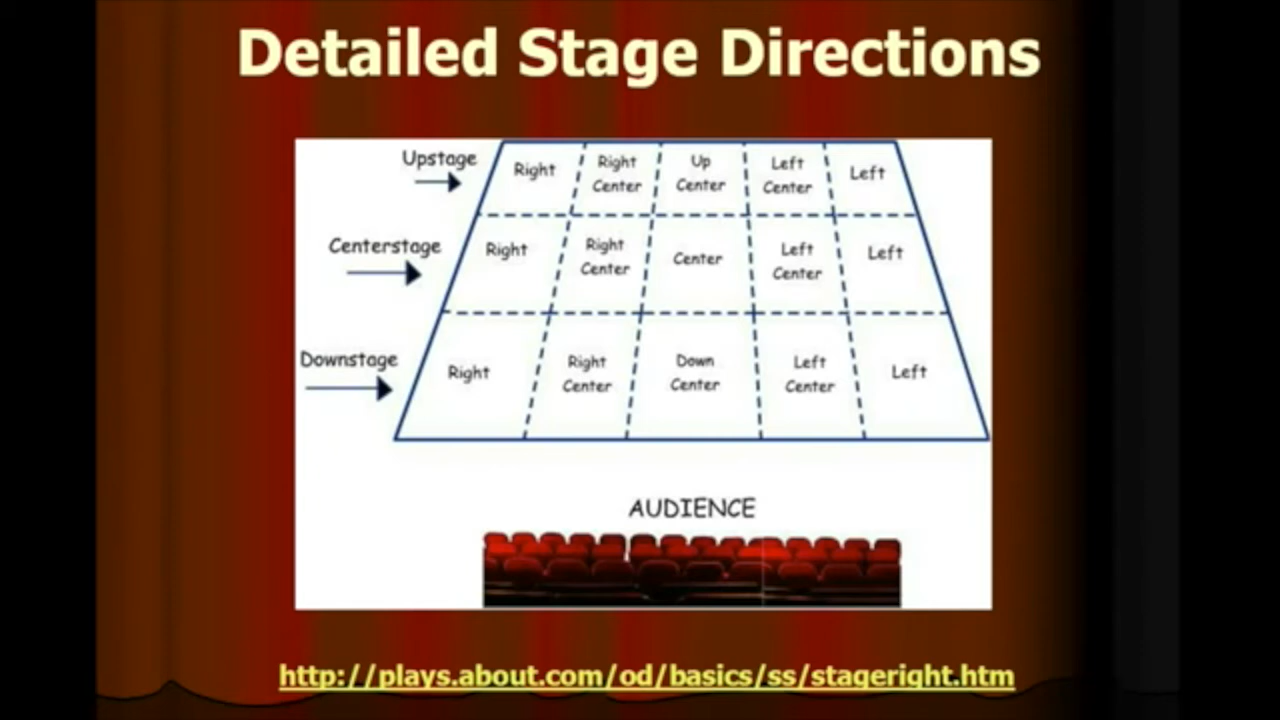 Detailed Stage Directions
Upstage
Right
Right
Center
Up
Center
Left
Center
Left
Centerstage
Right
Right
Center
Center
Left
Center
Left
Downstage
Right
Right
Center
Down
Center
Left
Center
Left
AUDIENCE
http://plays.about.com/od/basics/ss/stageright.htm